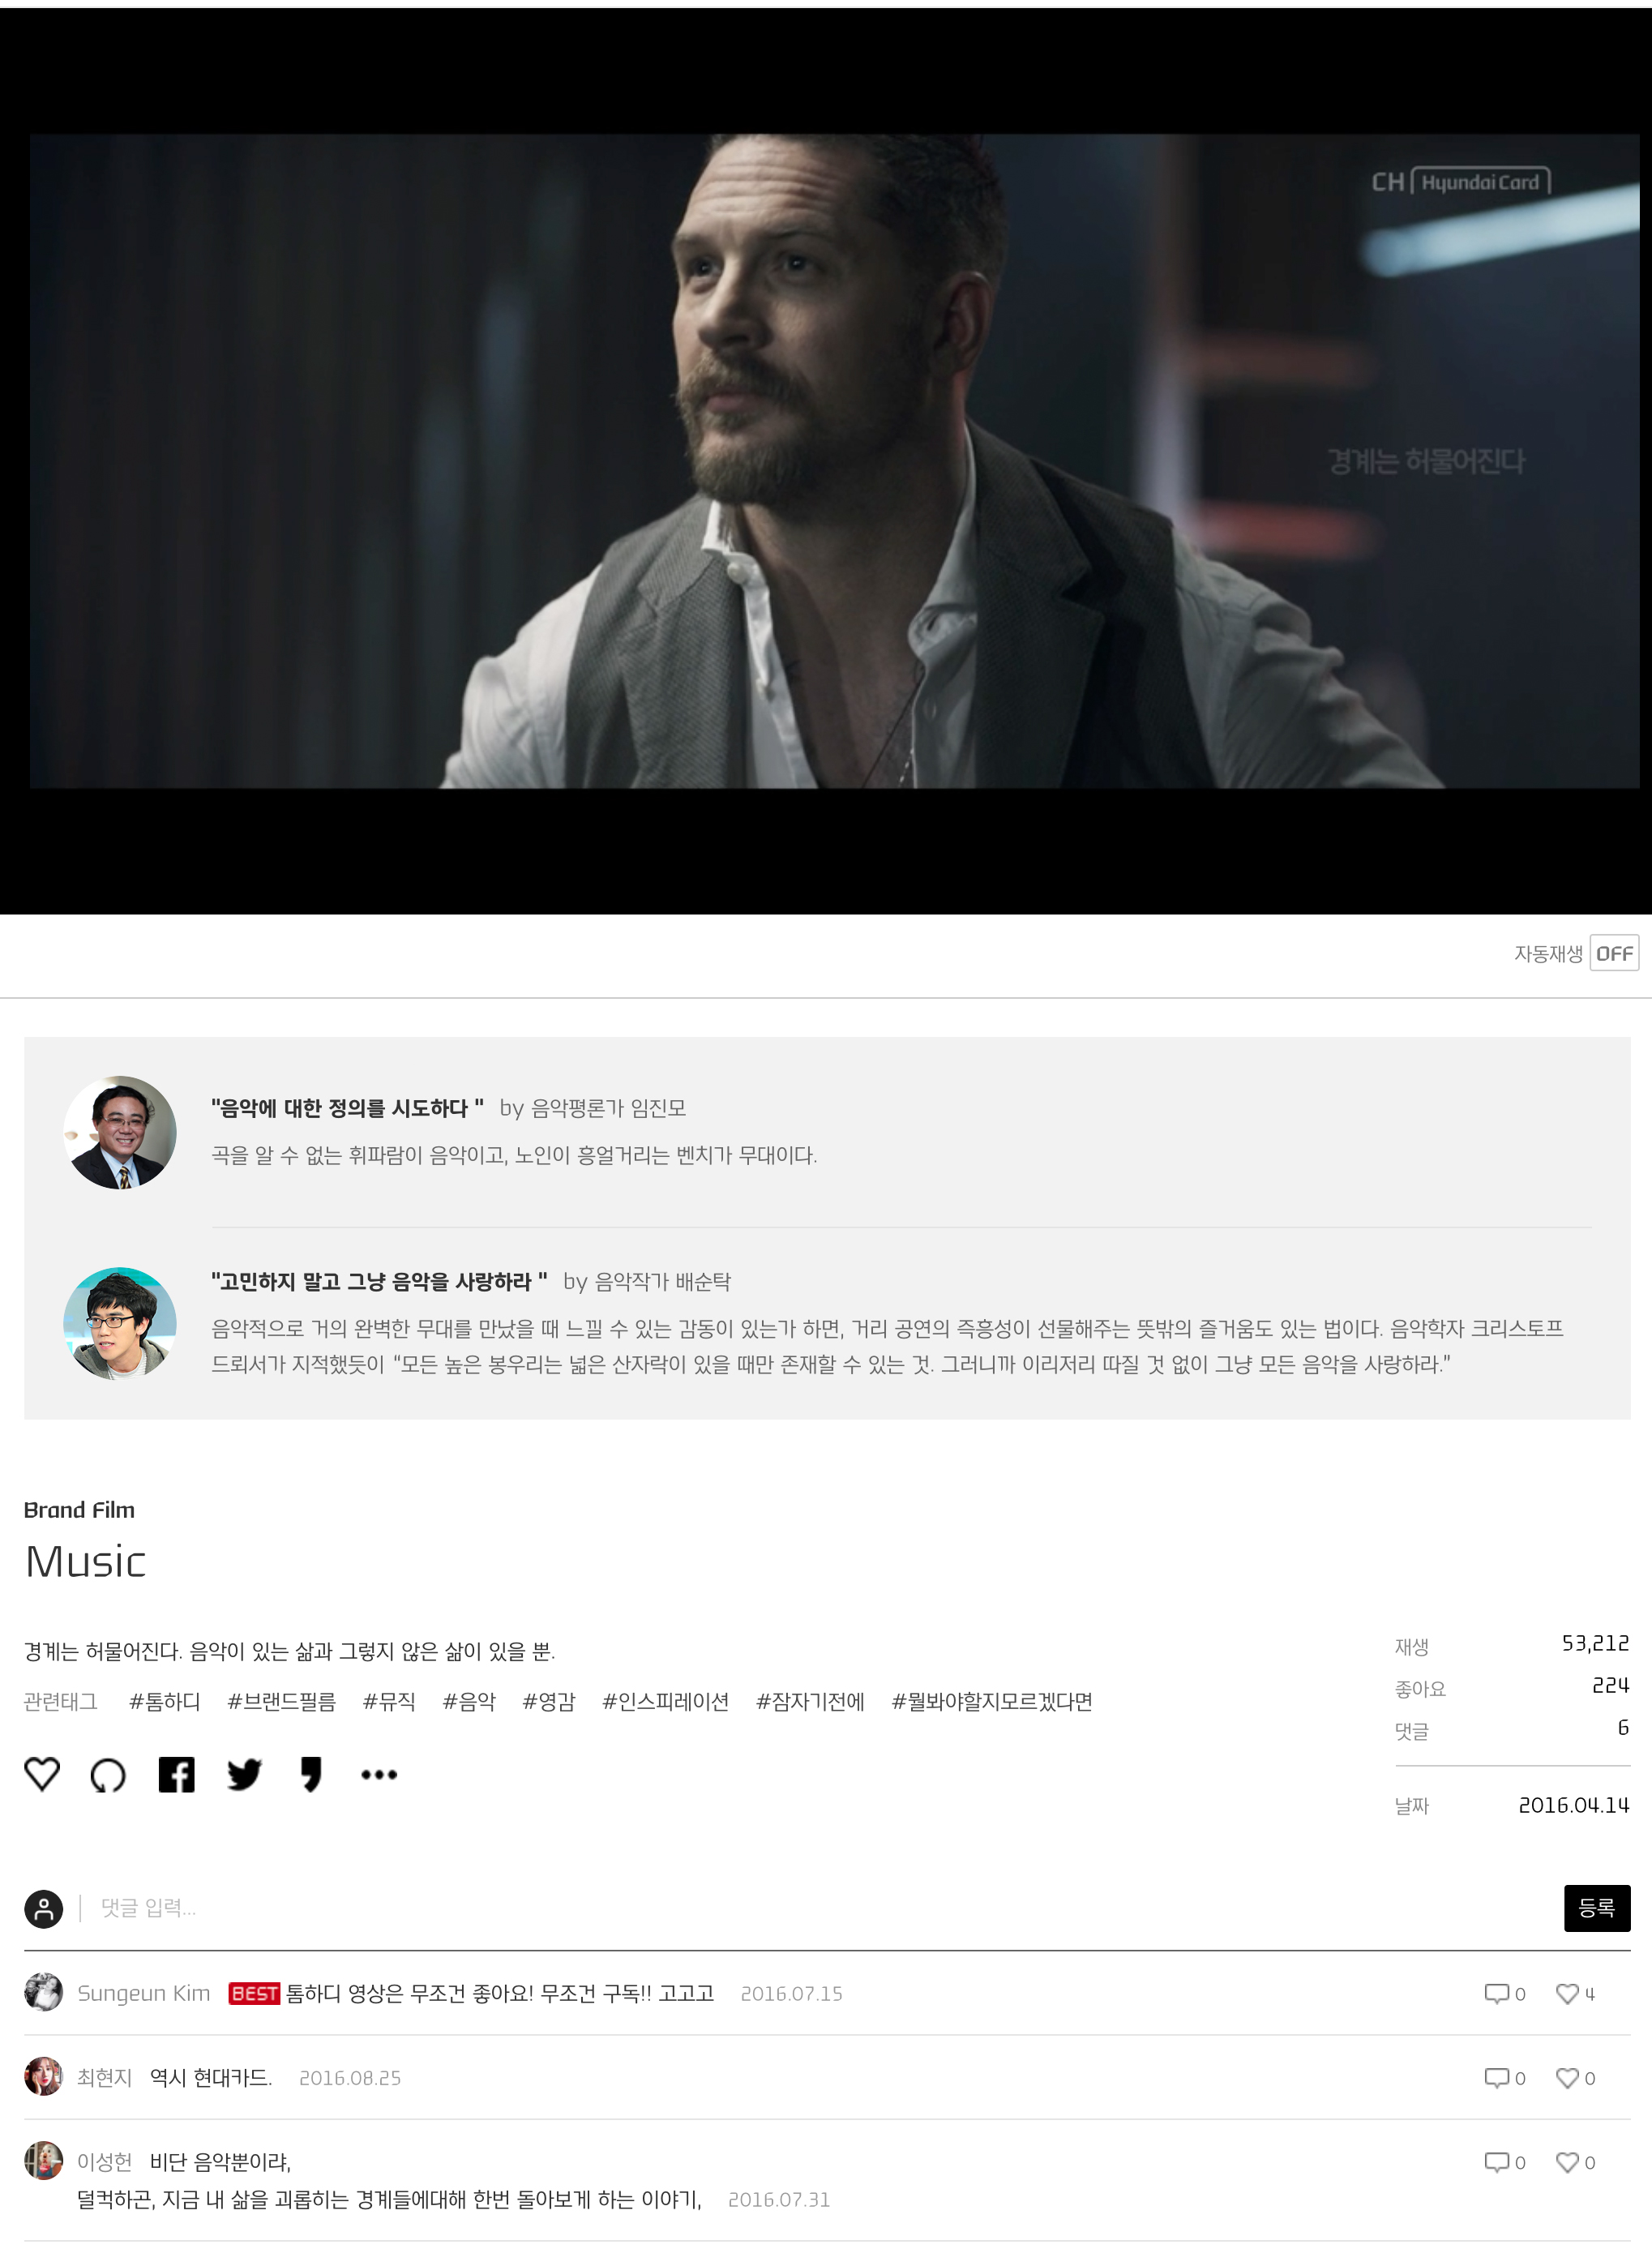 CH Hyundai Card
경계는 허물어진다
자동재생 OFF
"음악에 대한 정의를 시도하다 " by 음악평론가 임진모
곡을 알 수 없는 휘파람이 음악이고, 노인이 흥얼거리는 벤치가 무대이다.
"고민하지 말고 그냥 음악을 사랑하라 " by 음악작가 배순탁
음악적으로 거의 완벽한 무대를 만났을 때 느낄 수 있는 감동이 있는가 하면, 거리 공연의 즉흥성이 선물해주는 뜻밖의 즐거움도 있는 법이다. 음악학자 크리스토프
드뢰서가 지적했듯이 “모든 높은 봉우리는 넓은 산자락이 있을 때만 존재할 수 있는 것. 그러니까 이리저리 따질 것 없이 그냥 모든 음악을 사랑하라.”
Brand Film
Music
경계는 허물어진다. 음악이 있는 삶과 그렇지 않은 삶이 있을 뿐.
관련태그 #톰하디 #브랜드필름 #뮤직 #음악 #영감 #인스피레이션 #잠자기전에 #뭘봐야할지모르겠다면
재생 53,212
좋아요 224
댓글 6
날짜 2016.04.14
댓글 입력...
등록
Sungeun Kim BEST 톰하디 영상은 무조건 좋아요! 무조건 구독!! 고고고 2016.07.15 0 4
최현지 역시 현대카드. 2016.08.25 0 0
이성헌 비단 음악뿐이랴, 0 0
덜컥하곤, 지금 내 삶을 괴롭히는 경계들에대해 한번 돌아보게 하는 이야기, 2016.07.31